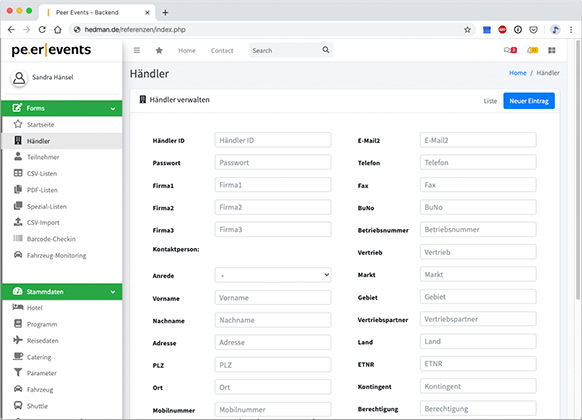 Peer Events – Backend
hedman.de/referenzen/index.php
pe.er|events
Home
Contact
Search
Sandra Hänsel
Händler
Home / Händler
Händler verwalten
Liste
Neuer Eintrag
Forms
Startseite
Händler
Teilnehmer
CSV-Listen
PDF-Listen
Spezial-Listen
CSV-Import
Barcode-Checkin
Fahrzeug-Monitoring
Stammdaten
Hotel
Programm
Reisedaten
Catering
Parameter
Fahrzeug
Shuttle
Händler ID Händler ID
Passwort Passwort
Firma1 Firma1
Firma2 Firma2
Firma3 Firma3
Kontaktperson:
Anrede -
Vorname Vorname
Nachname Nachname
Adresse Adresse
PLZ PLZ
Ort Ort
Mobilnummer Mobilnummer
E-Mail2 E-Mail2
Telefon Telefon
Fax Fax
BuNo BuNo
Betriebsnummer Betriebsnummer
Vertrieb Vertrieb
Markt Markt
Gebiet Gebiet
Vertriebspartner Vertriebspartner
Land Land
ETNR ETNR
Kontingent Kontingent
Berechtigung Berechtigung